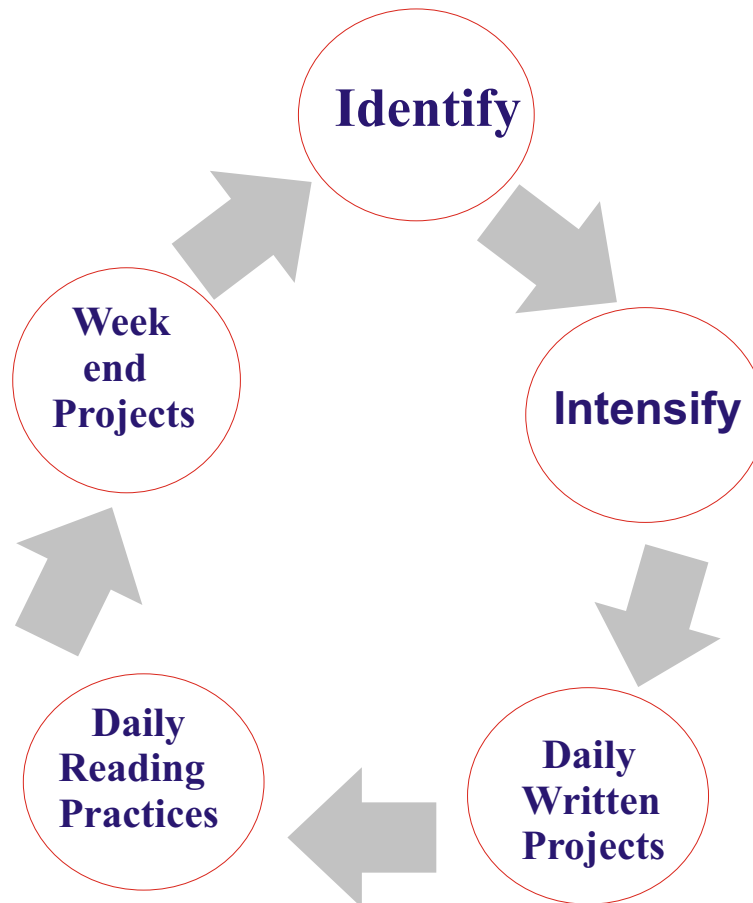 Identify
Intensify
Daily
Written
Projects
Daily
Reading
Practices
Week
end
Projects